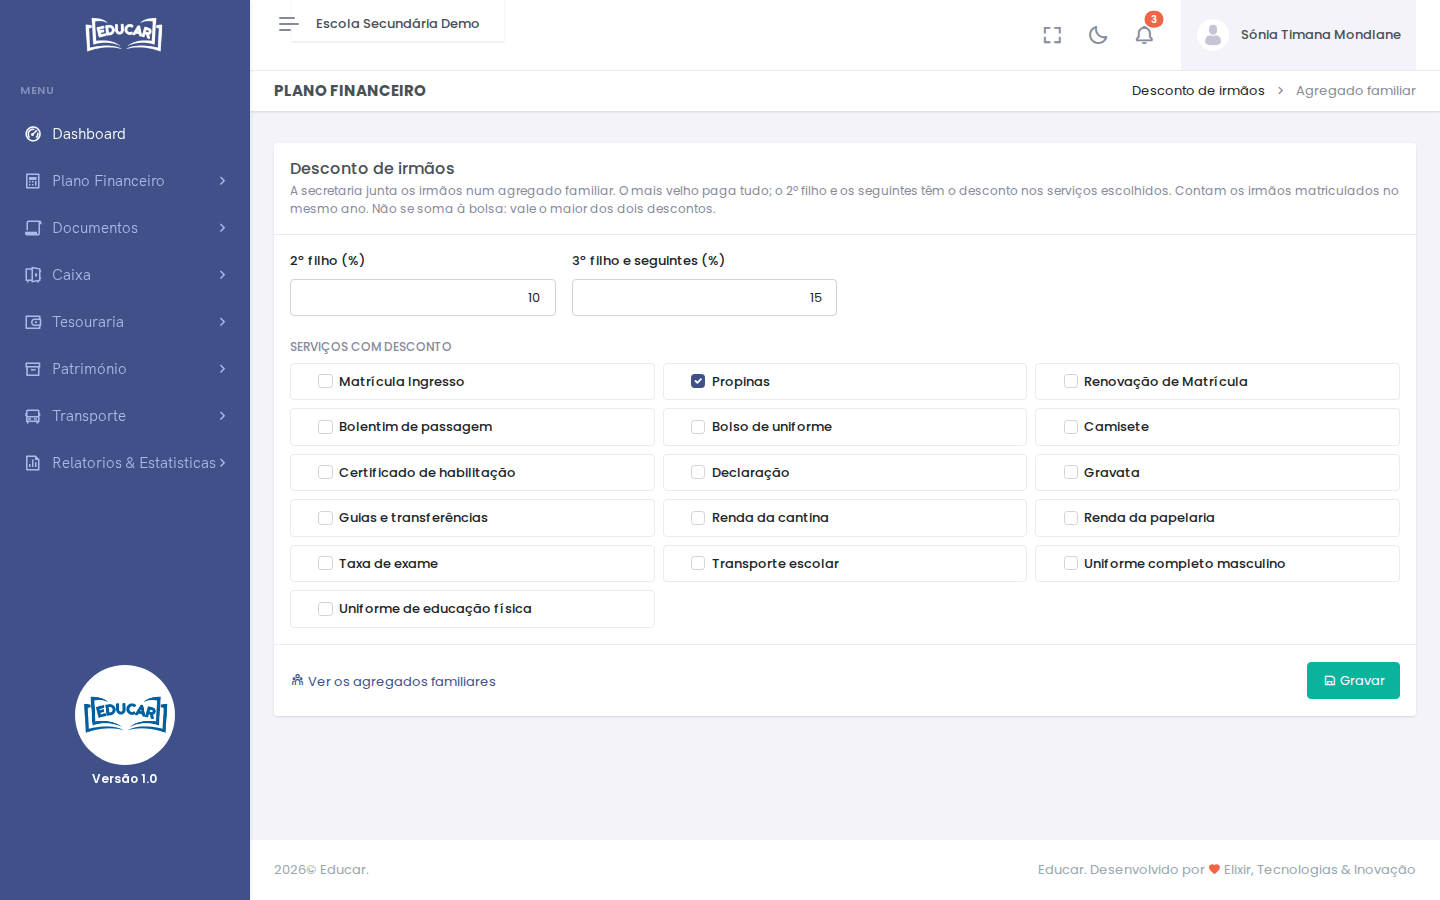 EDUCAR
Escola Secundária Demo
3
Sónia Timana Mondlane
MENU
Dashboard
Plano Financeiro
Documentos
Caixa
Tesouraria
Património
Transporte
Relatorios & Estatisticas
EDUCAR
Versão 1.0
PLANO FINANCEIRO
Desconto de irmãos > Agregado familiar
Desconto de irmãos
A secretaria junta os irmãos num agregado familiar. O mais velho paga tudo; o 2º filho e os seguintes têm o desconto nos serviços escolhidos. Contam os irmãos matriculados no
mesmo ano. Não se soma à bolsa: vale o maior dos dois descontos.
2º filho (%) 3º filho e seguintes (%)
10 15
SERVIÇOS COM DESCONTO
Matrícula Ingresso Propinas Renovação de Matrícula
Bolentim de passagem Bolso de uniforme Camisete
Certificado de habilitação Declaração Gravata
Guias e transferências Renda da cantina Renda da papelaria
Taxa de exame Transporte escolar Uniforme completo masculino
Uniforme de educação física
Ver os agregados familiares Gravar
2026© Educar. Educar. Desenvolvido por ❤ Elixir, Tecnologias & Inovação